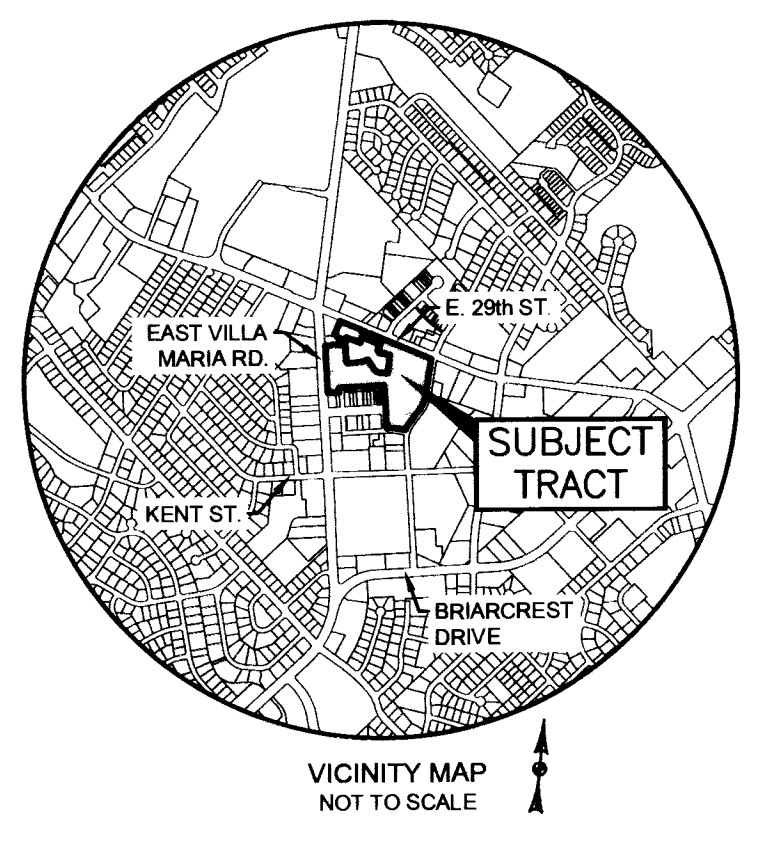 E. 29th ST.
EAST VILLA
MARIA RD.
SUBJECT
TRACT
KENT ST.
BRIARCREST
DRIVE
VICINITY MAP
NOT TO SCALE